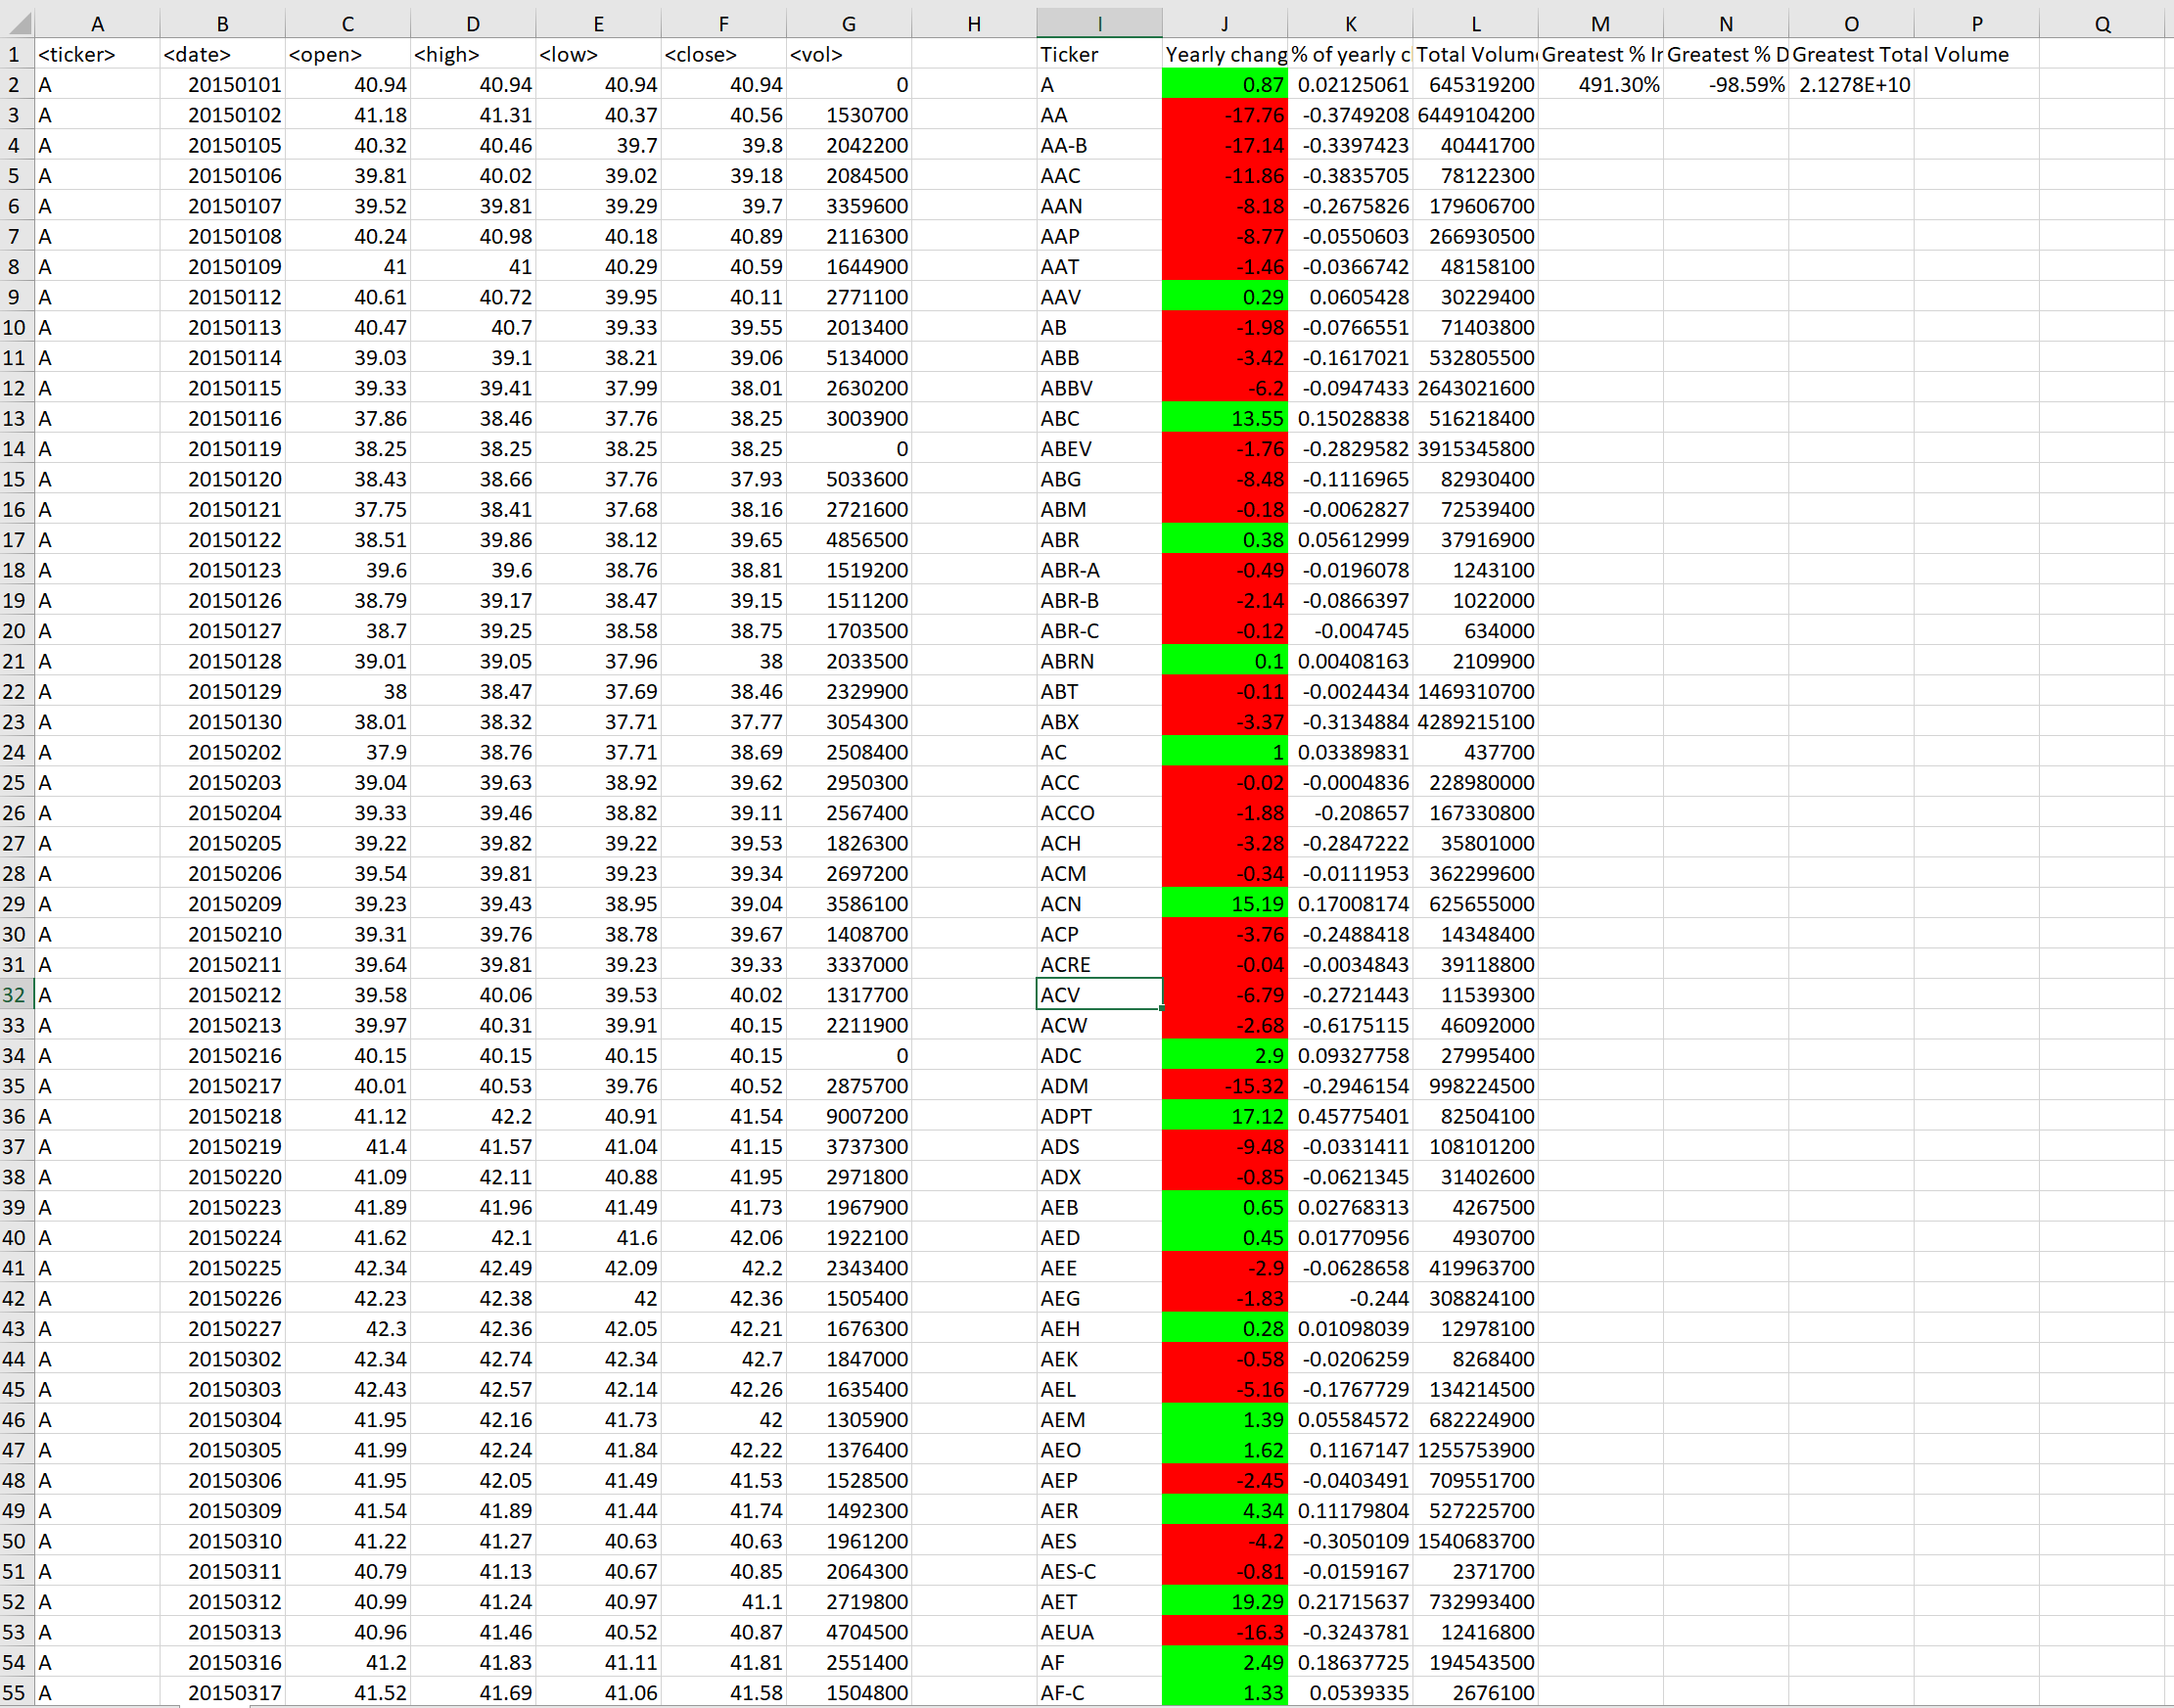 A B C D E F G H I J K L M N O P Q
1 <ticker> <date> <open> <high> <low> <close> <vol> Ticker Yearly chang % of yearly c Total Volum Greatest % I Greatest % D Greatest Total Volume
2 A 20150101 40.94 40.94 40.94 40.94 0 A 0.87 0.02125061 645319200 491.30% -98.59% 2.1278E+10
3 A 20150102 41.18 41.31 40.37 40.56 1530700 AA -17.76 -0.3749208 6449104200
4 A 20150105 40.32 40.46 39.7 39.8 2042200 AA-B -17.14 -0.3397423 40441700
5 A 20150106 39.81 40.02 39.02 39.18 2084500 AAC -11.86 -0.3835705 78122300
6 A 20150107 39.52 39.81 39.29 39.7 3359600 AAN -8.18 -0.2675826 179606700
7 A 20150108 40.24 40.98 40.18 40.89 2116300 AAP -8.77 -0.0550603 266930500
8 A 20150109 41 41 40.29 40.59 1644900 AAT -1.46 -0.0366742 48158100
9 A 20150112 40.61 40.72 39.95 40.11 2771100 AAV 0.29 0.0605428 30229400
10 A 20150113 40.47 40.7 39.33 39.55 2013400 AB -1.98 -0.0766551 71403800
11 A 20150114 39.03 39.1 38.21 39.06 5134000 ABB -3.42 -0.1617021 532805500
12 A 20150115 39.33 39.41 37.99 38.01 2630200 ABBV -6.2 -0.0947433 2643021600
13 A 20150116 37.86 38.46 37.76 38.25 3003900 ABC 13.55 0.15028838 516218400
14 A 20150119 38.25 38.25 38.25 38.25 0 ABEV -1.76 -0.2829582 3915345800
15 A 20150120 38.43 38.66 37.76 37.93 5033600 ABG -8.48 -0.1116965 82930400
16 A 20150121 37.75 38.41 37.68 38.16 2721600 ABM -0.18 -0.0062827 72539400
17 A 20150122 38.51 39.86 38.12 39.65 4856500 ABR 0.38 0.05612999 37916900
18 A 20150123 39.6 39.6 38.76 38.81 1519200 ABR-A -0.49 -0.0196078 1243100
19 A 20150126 38.79 39.17 38.47 39.15 1511200 ABR-B -2.14 -0.0866397 1022000
20 A 20150127 38.7 39.25 38.58 38.75 1703500 ABR-C -0.12 -0.004745 634000
21 A 20150128 39.01 39.05 37.96 38 2033500 ABRN 0.1 0.00408163 2109900
22 A 20150129 38 38.47 37.69 38.46 2329900 ABT -0.11 -0.0024434 1469310700
23 A 20150130 38.01 38.32 37.71 37.77 3054300 ABX -3.37 -0.3134884 4289215100
24 A 20150202 37.9 38.76 37.71 38.69 2508400 AC 1 0.03389831 437700
25 A 20150203 39.04 39.63 38.92 39.62 2950300 ACC -0.02 -0.0004836 228980000
26 A 20150204 39.33 39.46 38.82 39.11 2567400 ACCO -1.88 -0.208657 167330800
27 A 20150205 39.22 39.82 39.22 39.53 1826300 ACH -3.28 -0.2847222 35801000
28 A 20150206 39.54 39.81 39.23 39.34 2697200 ACM -0.34 -0.0111953 362299600
29 A 20150209 39.23 39.43 38.95 39.04 3586100 ACN 15.19 0.17008174 625655000
30 A 20150210 39.31 39.76 38.78 39.67 1408700 ACP -3.76 -0.2488418 14348400
31 A 20150211 39.64 39.81 39.23 39.33 3337000 ACRE -0.04 -0.0034843 39118800
32 A 20150212 39.58 40.06 39.53 40.02 1317700 ACV -6.79 -0.2721443 11539300
33 A 20150213 39.97 40.31 39.91 40.15 2211900 ACW -2.68 -0.6175115 46092000
34 A 20150216 40.15 40.15 40.15 40.15 0 ADC 2.9 0.09327758 27995400
35 A 20150217 40.01 40.53 39.76 40.52 2875700 ADM -15.32 -0.2946154 998224500
36 A 20150218 41.12 42.2 40.91 41.54 9007200 ADPT 17.12 0.45775401 82504100
37 A 20150219 41.4 41.57 41.04 41.15 3737300 ADS -9.48 -0.0331411 108101200
38 A 20150220 41.09 42.11 40.88 41.95 2971800 ADX -0.85 -0.0621345 31402600
39 A 20150223 41.89 41.96 41.49 41.73 1967900 AEB 0.65 0.02768313 4267500
40 A 20150224 41.62 42.1 41.6 42.06 1922100 AED 0.45 0.01770956 4930700
41 A 20150225 42.34 42.49 42.09 42.2 2343400 AEE -2.9 -0.0628658 419963700
42 A 20150226 42.23 42.38 42 42.36 1505400 AEG -1.83 -0.244 308824100
43 A 20150227 42.3 42.36 42.05 42.21 1676300 AEH 0.28 0.01098039 12978100
44 A 20150302 42.34 42.74 42.34 42.7 1847000 AEK -0.58 -0.0206259 8268400
45 A 20150303 42.43 42.57 42.14 42.26 1635400 AEL -5.16 -0.1767729 134214500
46 A 20150304 41.95 42.16 41.73 42 1305900 AEM 1.39 0.05584572 682224900
47 A 20150305 41.99 42.24 41.84 42.22 1376400 AEO 1.62 0.1167147 1255753900
48 A 20150306 41.95 42.05 41.49 41.53 1528500 AEP -2.45 -0.0403491 709551700
49 A 20150309 41.54 41.89 41.44 41.74 1492300 AER 4.34 0.11179804 527225700
50 A 20150310 41.22 41.27 40.63 40.63 1961200 AES -4.2 -0.3050109 1540683700
51 A 20150311 40.79 41.13 40.67 40.85 2064300 AES-C -0.81 -0.0159167 2371700
52 A 20150312 40.99 41.24 40.97 41.1 2719800 AET 19.29 0.21715637 732993400
53 A 20150313 40.96 41.46 40.52 40.87 4704500 AEUA -16.3 -0.3243781 12416800
54 A 20150316 41.2 41.83 41.11 41.81 2551400 AF 2.49 0.18637725 194543500
55 A 20150317 41.52 41.69 41.06 41.58 1504800 AF-C 1.33 0.0539335 2676100